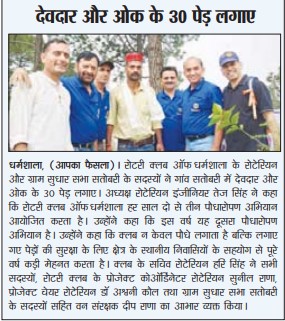 देवदार और ओक के 30 पेड़ लगाए
धर्मशाला, (आपका फैसला)। रोटरी क्लब ऑफ धर्मशाला के रोटेरियन
और ग्राम सुधार सभा सतोबरी के सदस्यों ने गांव सतोबरी में देवदार और
ओक के 30 पेड़ लगाए। अध्यक्ष रोटेरियन इंजीनियर तेज सिंह ने कहा
कि रोटरी क्लब ऑफ धर्मशाला हर साल दो से तीन पौधारोपण अभियान
आयोजित करता है। उन्होंने कहा कि इस वर्ष यह दूसरा पौधारोपण
अभियान है। उन्होंने कहा कि क्लब न केवल पौधे लगाता है बल्कि लगाए
गए पेड़ों की सुरक्षा के लिए क्षेत्र के स्थानीय निवासियों के सहयोग से पूरे
वर्ष कड़ी मेहनत करता है। क्लब के सचिव रोटेरियन हरि सिंह ने सभी
सदस्यों, रोटरी क्लब के प्रोजेक्ट कोऑर्डिनेटर रोटेरियन सुनील राणा,
प्रोजेक्ट चेयर रोटेरियन डॉ अश्वनी कौल तथा ग्राम सुधार सभा सतोबरी
के सदस्यों सहित वन संरक्षक दीप राणा का आभार व्यक्त किया।